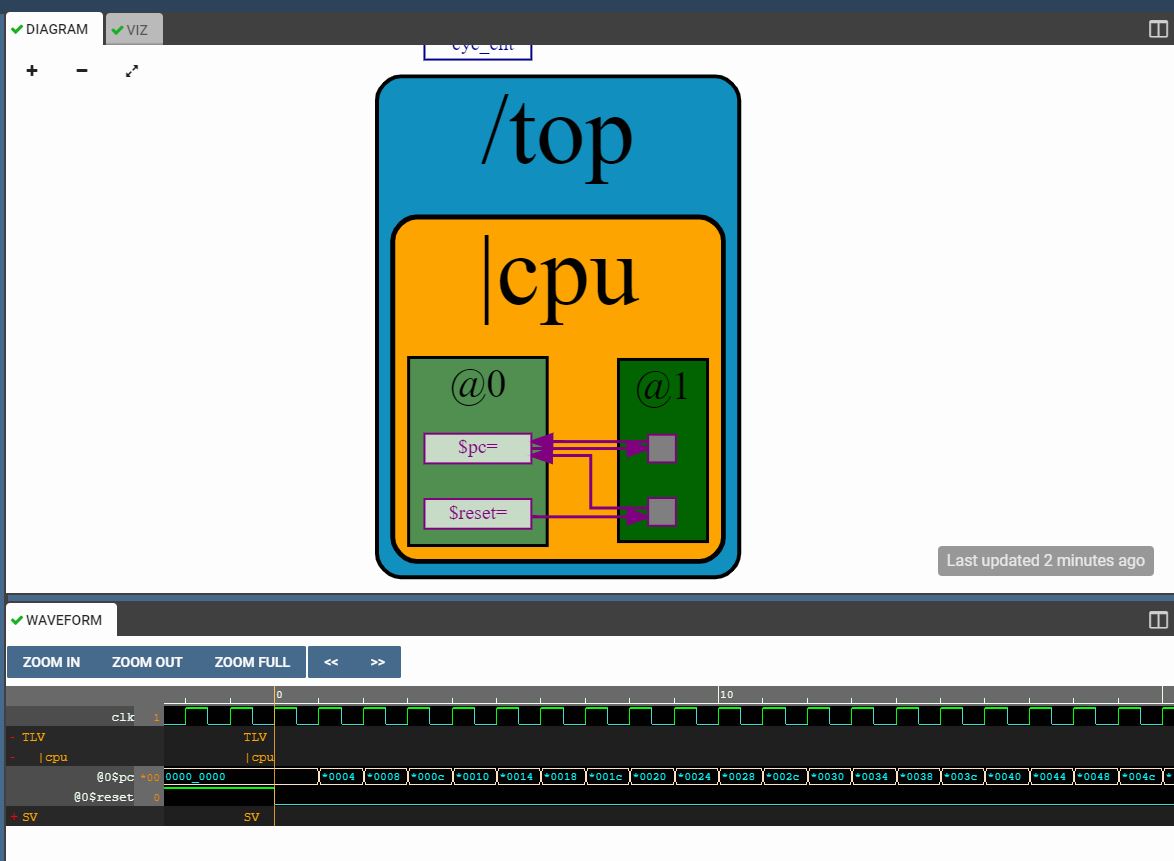 DIAGRAM VIZ
cyc_cnt
+ −
/top
|cpu
@0 @1
$pc=
$reset=
Last updated 2 minutes ago
WAVEFORM
ZOOM IN ZOOM OUT ZOOM FULL << >>
0 10
clk 1
- TLV TLV
- |cpu |cpu
@0$pc *00 0000_0000 *0004 *0008 *000c *0010 *0014 *0018 *001c *0020 *0024 *0028 *002c *0030 *0034 *0038 *003c *0040 *0044 *0048 *004c *
@0$reset 0
+ SV SV